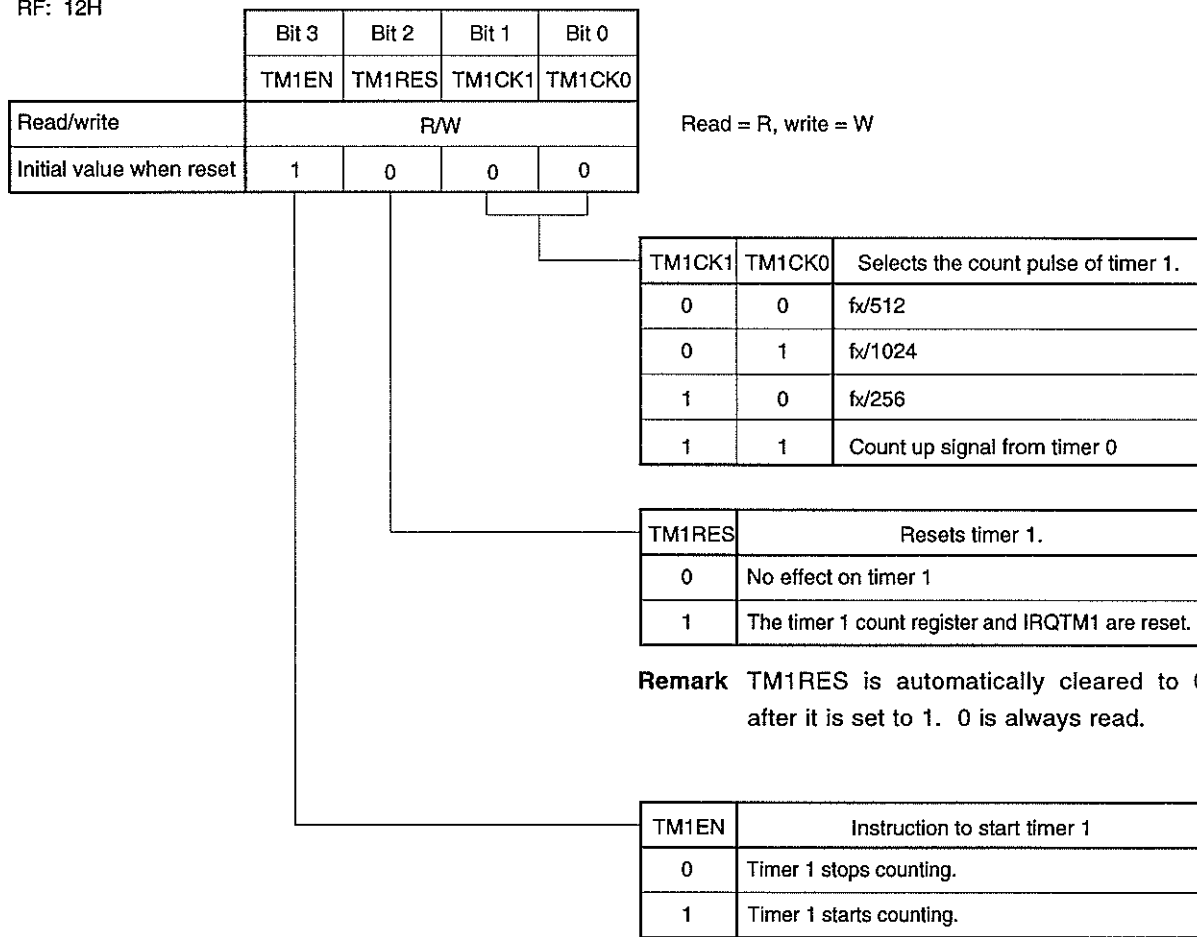 RF: 12H
Bit 3 Bit 2 Bit 1 Bit 0
TM1EN TM1RES TM1CK1 TM1CK0
Read/write R/W
Read = R, write = W
Initial value when reset 1 0 0 0
TM1CK1 TM1CK0 Selects the count pulse of timer 1.
0 0 fx/512
0 1 fx/1024
1 0 fx/256
1 1 Count up signal from timer 0
TM1RES Resets timer 1.
0 No effect on timer 1
1 The timer 1 count register and IRQTM1 are reset.
Remark TM1RES is automatically cleared to 0
after it is set to 1. 0 is always read.
TM1EN Instruction to start timer 1
0 Timer 1 stops counting.
1 Timer 1 starts counting.